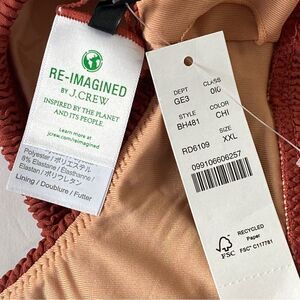 RE-IMAGINED
BY J.CREW
INSPIRED BY THE PLANET
AND ITS PEOPLE
Learn more at
jcrew.com/reimagined
Polyester / ポリエステル
8% Elastane / Élasthanne /
Elastan / ポリウレタン
Lining / Doublure / Futter
DEPT CLASS
GE3 OIG
STYLE COLOR
BH481 CHI
SIZE
RD6109 XXL
099106606257
FSC
RECYCLED
Paper
FSC® C117781